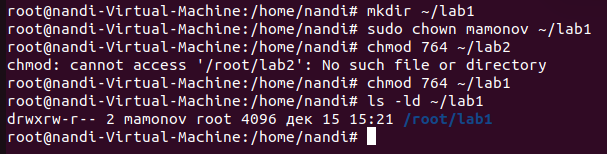 root@nandi-Virtual-Machine:/home/nandi# mkdir ~/lab1
root@nandi-Virtual-Machine:/home/nandi# sudo chown mamonov ~/lab1
root@nandi-Virtual-Machine:/home/nandi# chmod 764 ~/lab2
chmod: cannot access '/root/lab2': No such file or directory
root@nandi-Virtual-Machine:/home/nandi# chmod 764 ~/lab1
root@nandi-Virtual-Machine:/home/nandi# ls -ld ~/lab1
drwxrw-r-- 2 mamonov root 4096 дек 15 15:21 /root/lab1
root@nandi-Virtual-Machine:/home/nandi#